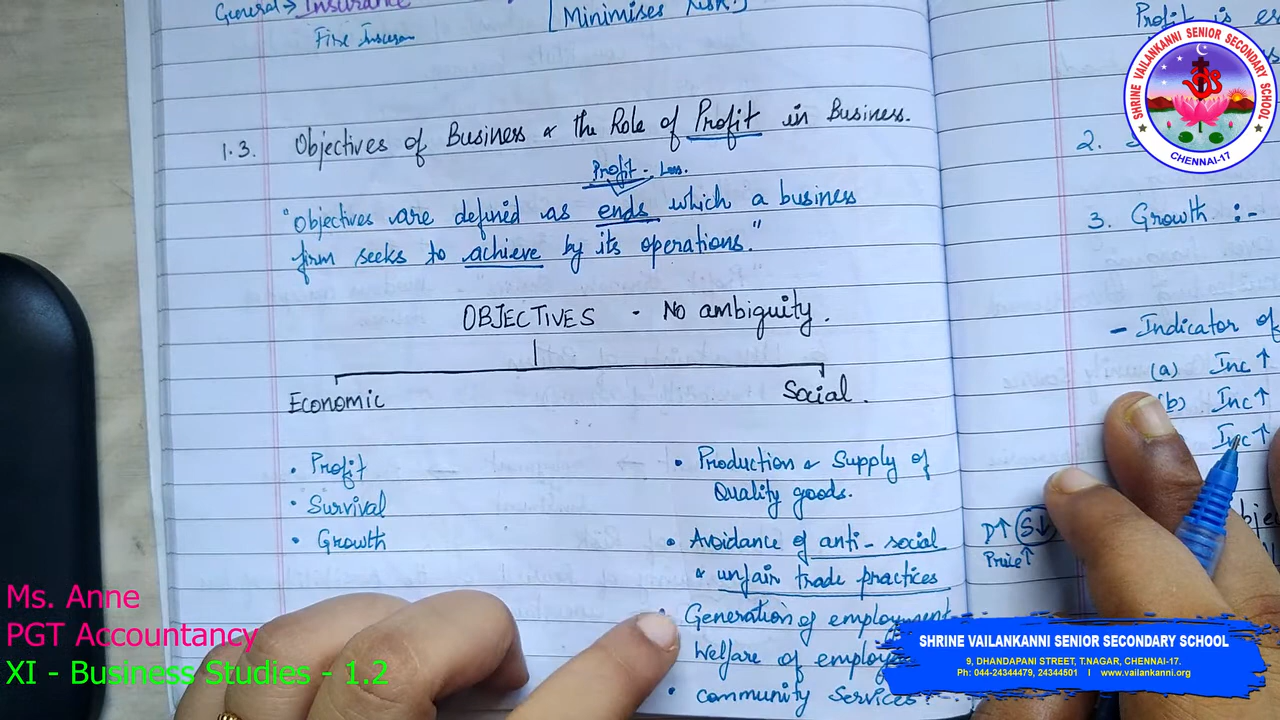 General → Insurance
Fire
[Minimises Risk.]
1.3. Objectives of Business & the Role of Profit in Business.
Profit - Loss.
"Objectives are defined as ends which a business
firm seeks to achieve by its operations."
OBJECTIVES - No ambiguity.
Economic
Social.
• Profit
• Survival
• Growth
• Production & Supply of
Quality goods.
• Avoidance of anti-social
& unfair trade practices
• Generation of employment
Welfare of
• Community Services.
Profit is
2.
3. Growth :-
- Indicator of
(a) Inc ↑
(b) Inc ↑
Inc ↑
D↑ S↓
Price↑
SHRINE VAILANKANNI SENIOR SECONDARY SCHOOL
CHENNAI-17
Ms. Anne
PGT Accountancy
XI - Business Studies - 1.2
SHRINE VAILANKANNI SENIOR SECONDARY SCHOOL
9, DHANDAPANI STREET, T.NAGAR, CHENNAI-17.
Ph: 044-24344479, 24344501 I www.vailankanni.org